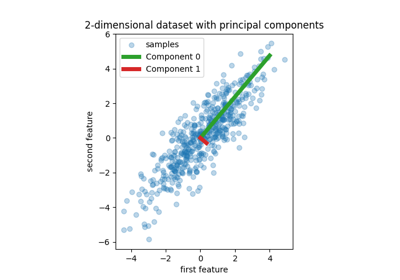 2-dimensional dataset with principal components
samples
Component 0
Component 1
6
4
2
0
−2
−4
−6
second feature
−4 −2 0 2 4
first feature